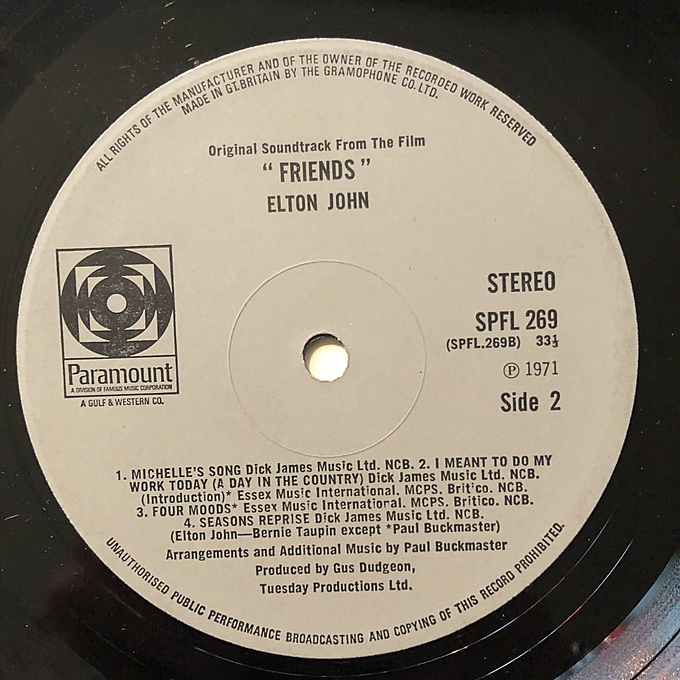 ALL RIGHTS OF THE MANUFACTURER AND OF THE OWNER OF THE RECORDED WORK RESERVED
MADE IN GT.BRITAIN BY THE GRAMOPHONE CO.LTD.
Original Soundtrack From The Film
“ FRIENDS ”
ELTON JOHN
STEREO
SPFL 269
(SPFL.269B) 33⅓
Ⓟ 1971
Side 2
Paramount
A DIVISION OF FAMOUS MUSIC CORPORATION
A GULF & WESTERN CO.
1. MICHELLE'S SONG Dick James Music Ltd. NCB. 2. I MEANT TO DO MY
WORK TODAY (A DAY IN THE COUNTRY) Dick James Music Ltd. NCB.
(Introduction)* Essex Music International. MCPS. Britico. NCB.
3. FOUR MOODS* Essex Music International. MCPS. Britico. NCB.
4. SEASONS REPRISE Dick James Music Ltd. NCB.
(Elton John—Bernie Taupin except *Paul Buckmaster)
Arrangements and Additional Music by Paul Buckmaster
Produced by Gus Dudgeon,
Tuesday Productions Ltd.
UNAUTHORISED PUBLIC PERFORMANCE BROADCASTING AND COPYING OF THIS RECORD PROHIBITED.